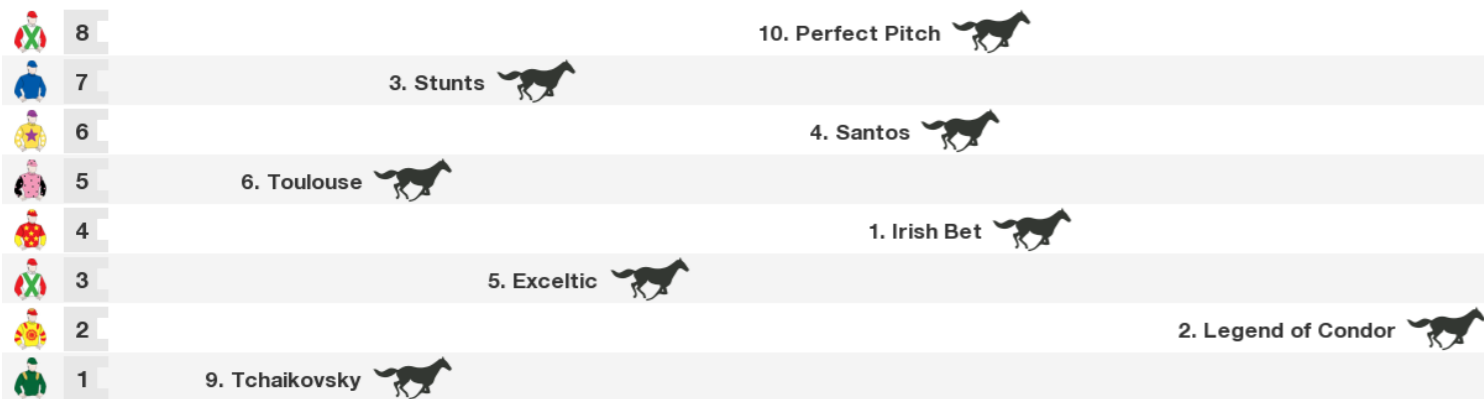 8 10. Perfect Pitch
7 3. Stunts
6 4. Santos
5 6. Toulouse
4 1. Irish Bet
3 5. Exceltic
2 2. Legend of Condor
1 9. Tchaikovsky